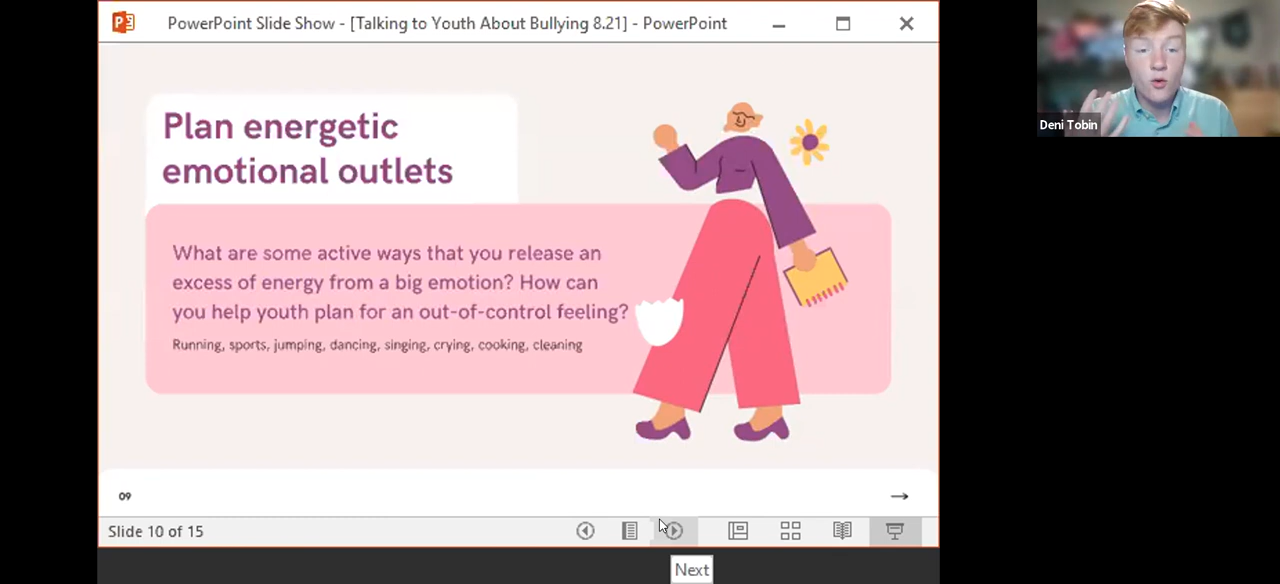 PowerPoint Slide Show - [Talking to Youth About Bullying 8.21] - PowerPoint
Deni Tobin
Plan energetic
emotional outlets
What are some active ways that you release an
excess of energy from a big emotion? How can
you help youth plan for an out-of-control feeling?
Running, sports, jumping, dancing, singing, crying, cooking, cleaning
09
Slide 10 of 15
Next